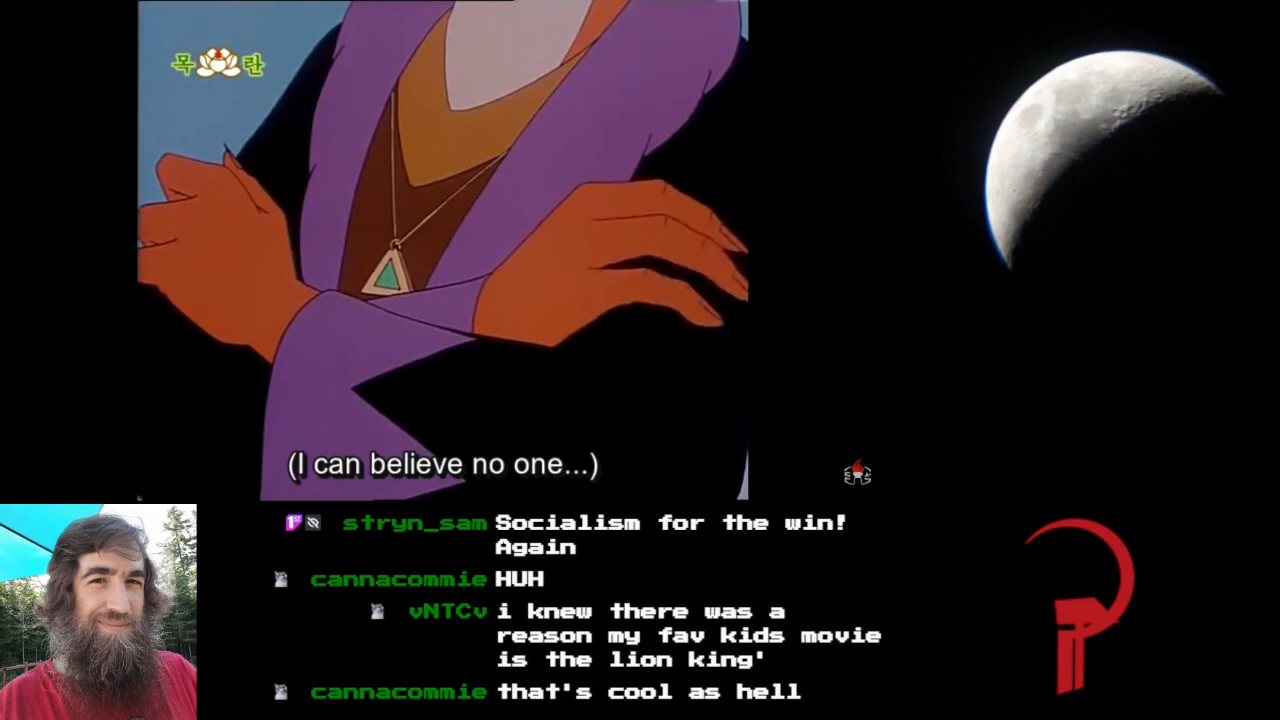 목란
(I can believe no one...)
stryn_sam Socialism for the win!
Again
cannacommie HUH
vNTCv i knew there was a
reason my fav kids movie
is the lion king'
cannacommie that's cool as hell